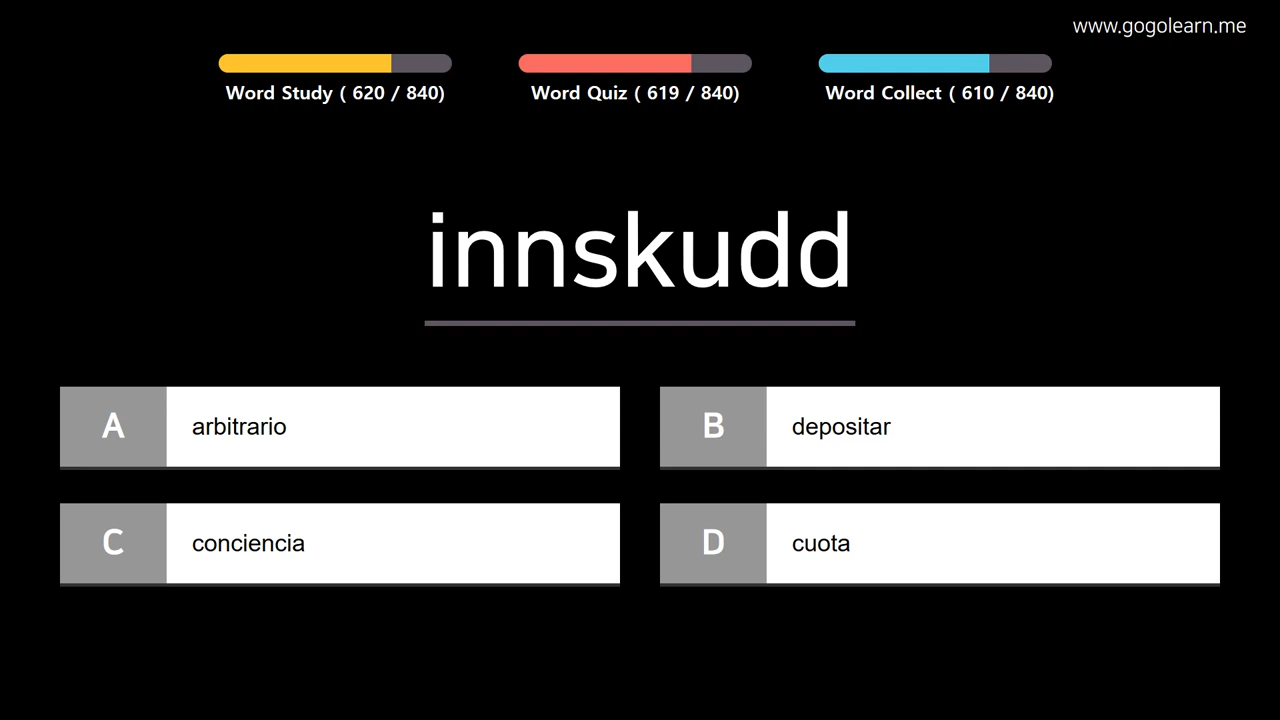 www.gogolearn.me
Word Study ( 620 / 840)
Word Quiz ( 619 / 840)
Word Collect ( 610 / 840)
innskudd
A arbitrario
B depositar
C conciencia
D cuota